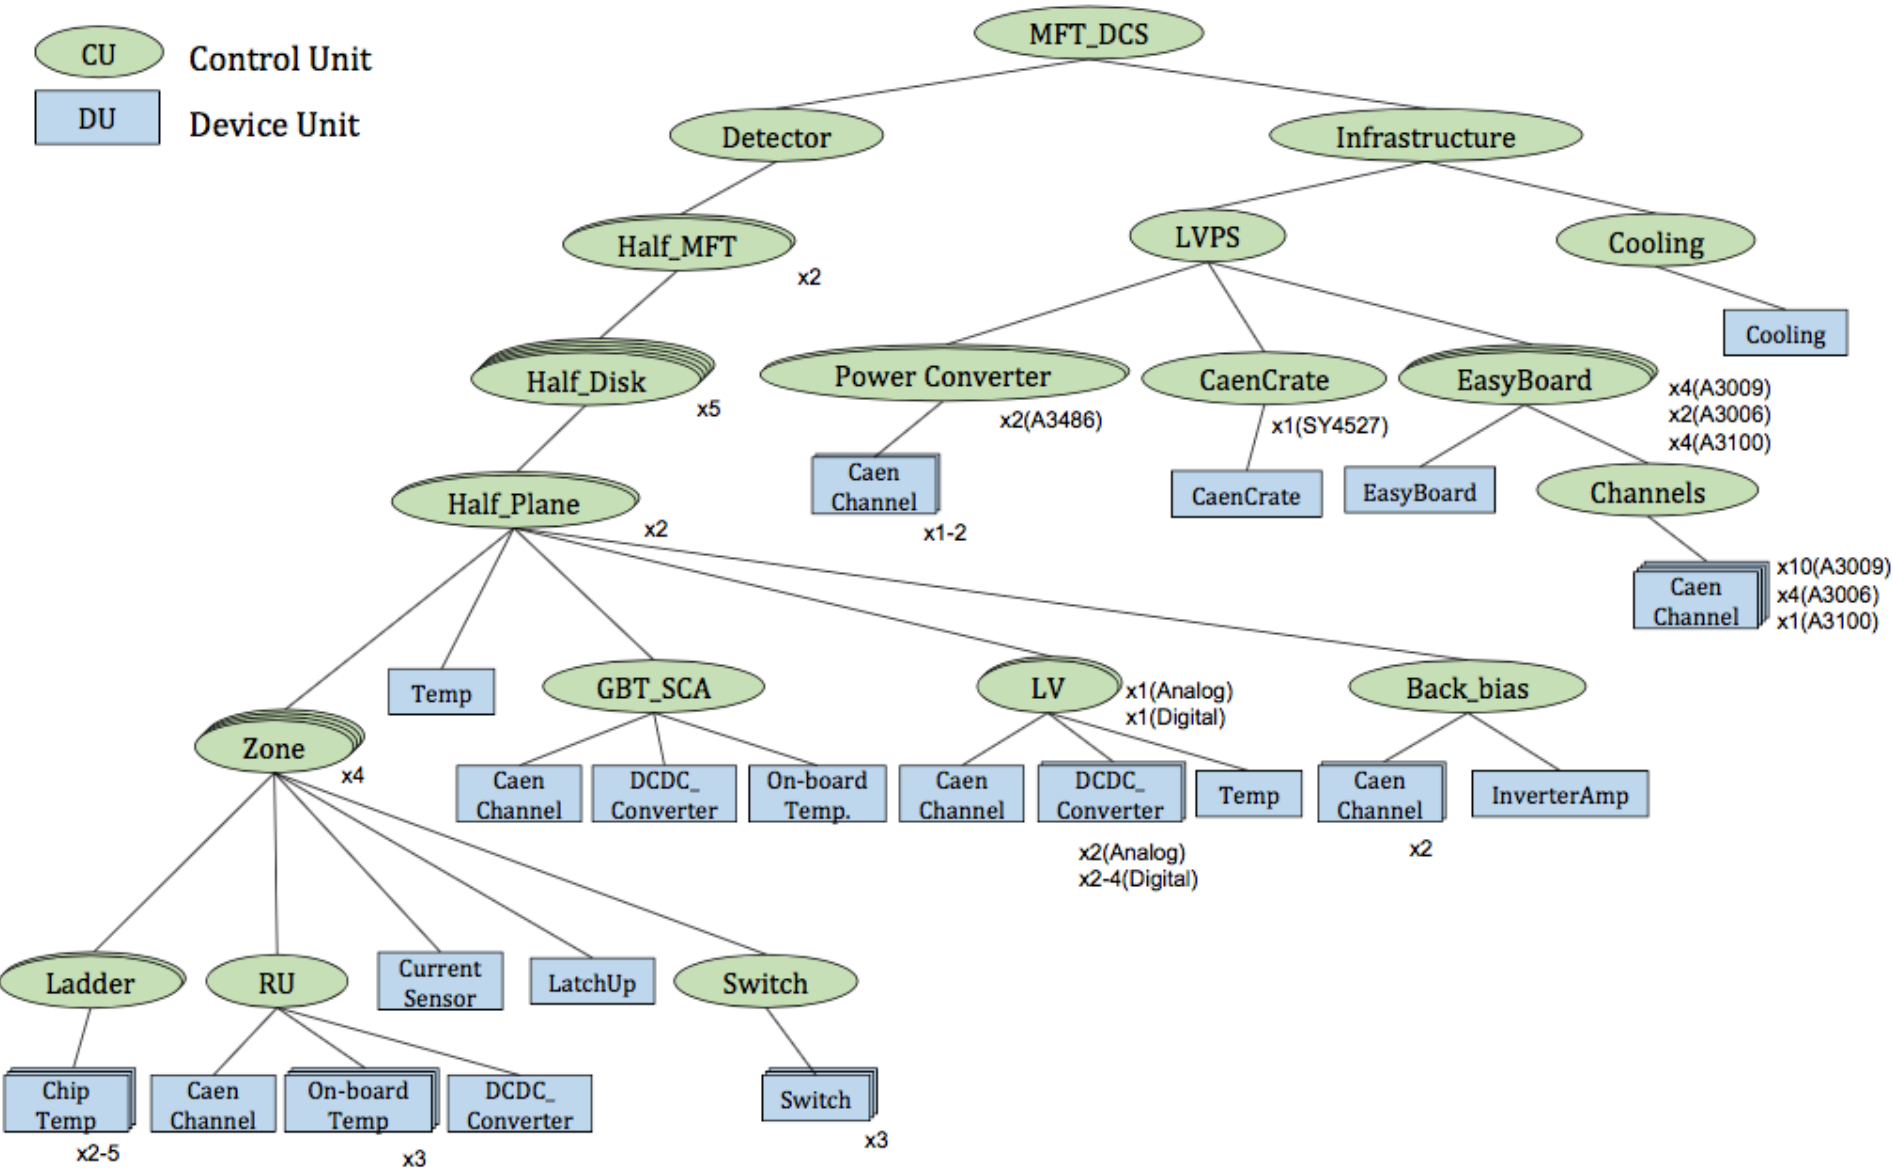 MFT_DCS
CU
Control Unit
DU
Device Unit
Detector
Infrastructure
Half_MFT
x2
LVPS
Cooling
Cooling
Half_Disk
x5
Power Converter
x2(A3486)
CaenCrate
x1(SY4527)
EasyBoard
x4(A3009)
x2(A3006)
x4(A3100)
Half_Plane
x2
Caen
Channel
x1-2
CaenCrate
EasyBoard
Channels
Caen
Channel
x10(A3009)
x4(A3006)
x1(A3100)
Zone
x4
Temp
GBT_SCA
LV
x1(Analog)
x1(Digital)
Back_bias
Caen
Channel
DCDC_
Converter
On-board
Temp.
Caen
Channel
DCDC_
Converter
x2(Analog)
x2-4(Digital)
Temp
Caen
Channel
x2
InverterAmp
Ladder
RU
Current
Sensor
LatchUp
Switch
Chip
Temp
x2-5
Caen
Channel
On-board
Temp
x3
DCDC_
Converter
Switch
x3